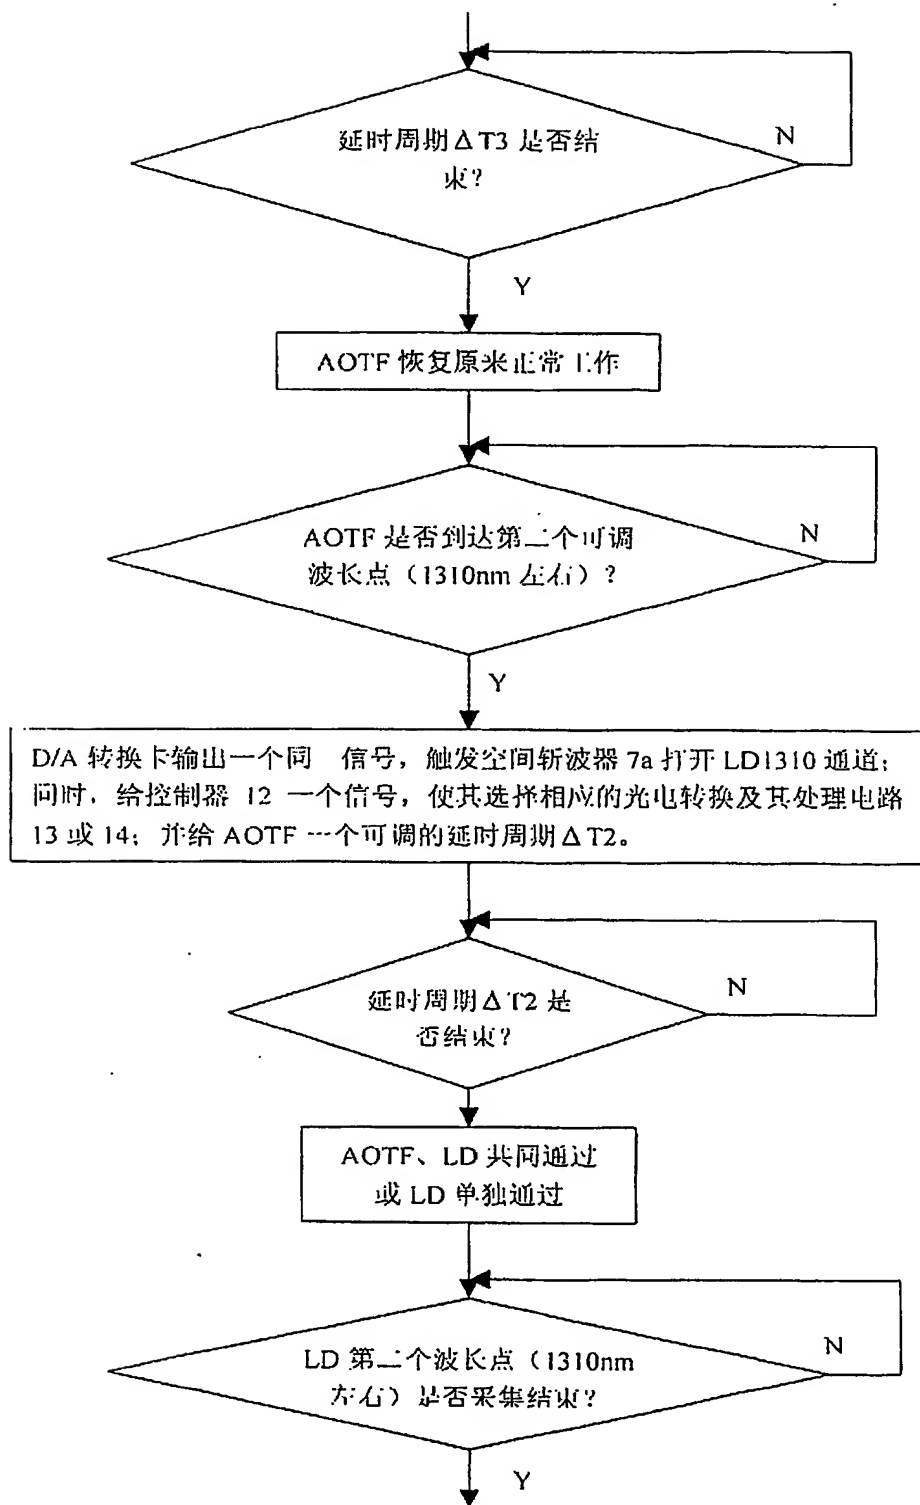 延时周期ΔT3 是否结
束？
N
Y
AOTF 恢复原来正常工作
AOTF 是否到达第二个可调
波长点（1310nm 左右）？
N
Y
D/A 转换卡输出一个同 信号，触发空间斩波器 7a 打开 LD1310 通道；
同时，给控制器 12 一个信号，使其选择相应的光电转换及其处理电路
13 或 14；并给 AOTF 一个可调的延时周期ΔT2。
延时周期ΔT2 是
否结束？
N
AOTF、LD 共同通过
或 LD 单独通过
LD 第二个波长点（1310nm
左右）是否采集结束？
N
Y